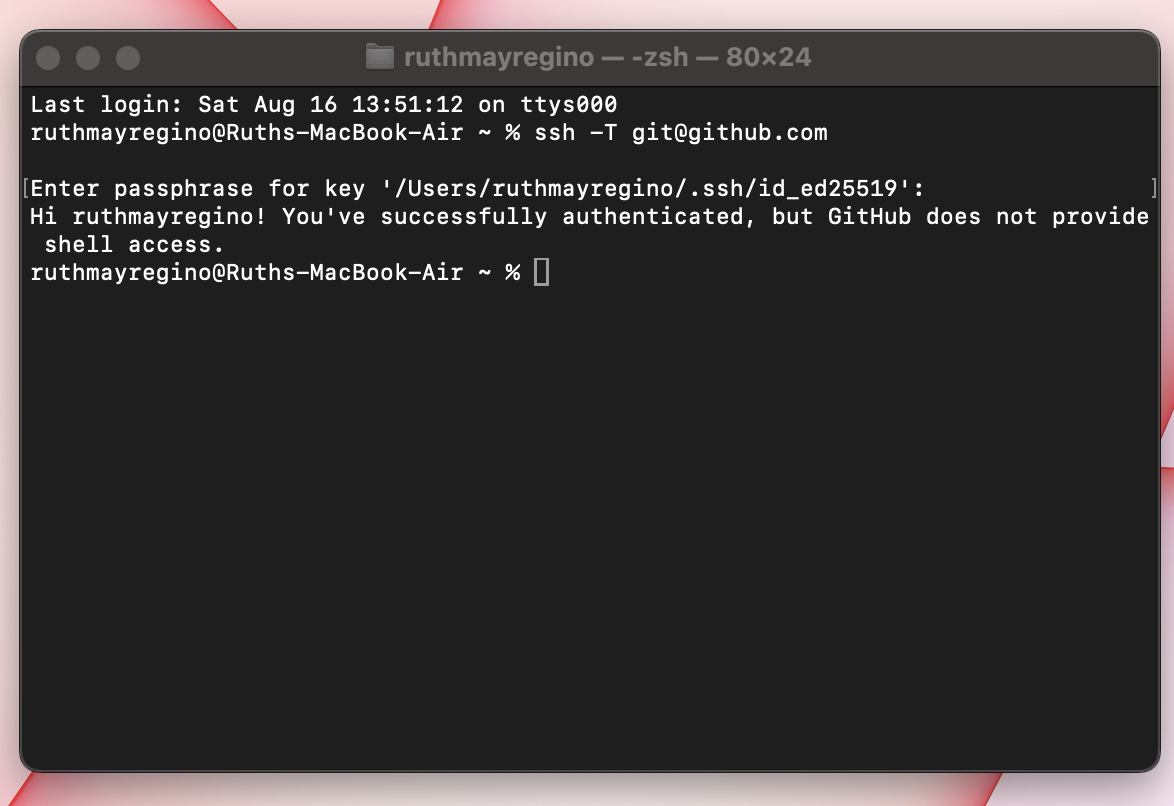 ruthmayregino — -zsh — 80×24
Last login: Sat Aug 16 13:51:12 on ttys000
ruthmayregino@Ruths-MacBook-Air ~ % ssh -T git@github.com
[Enter passphrase for key '/Users/ruthmayregino/.ssh/id_ed25519': ]
Hi ruthmayregino! You've successfully authenticated, but GitHub does not provide
shell access.
ruthmayregino@Ruths-MacBook-Air ~ %